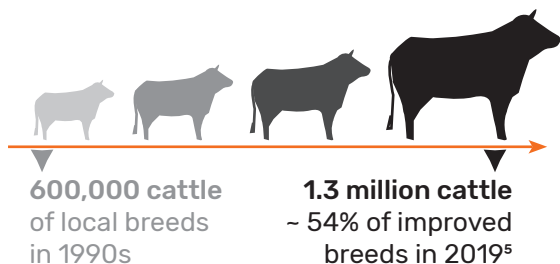 600,000 cattle
of local breeds
in 1990s
1.3 million cattle
~ 54% of improved
breeds in 2019⁵